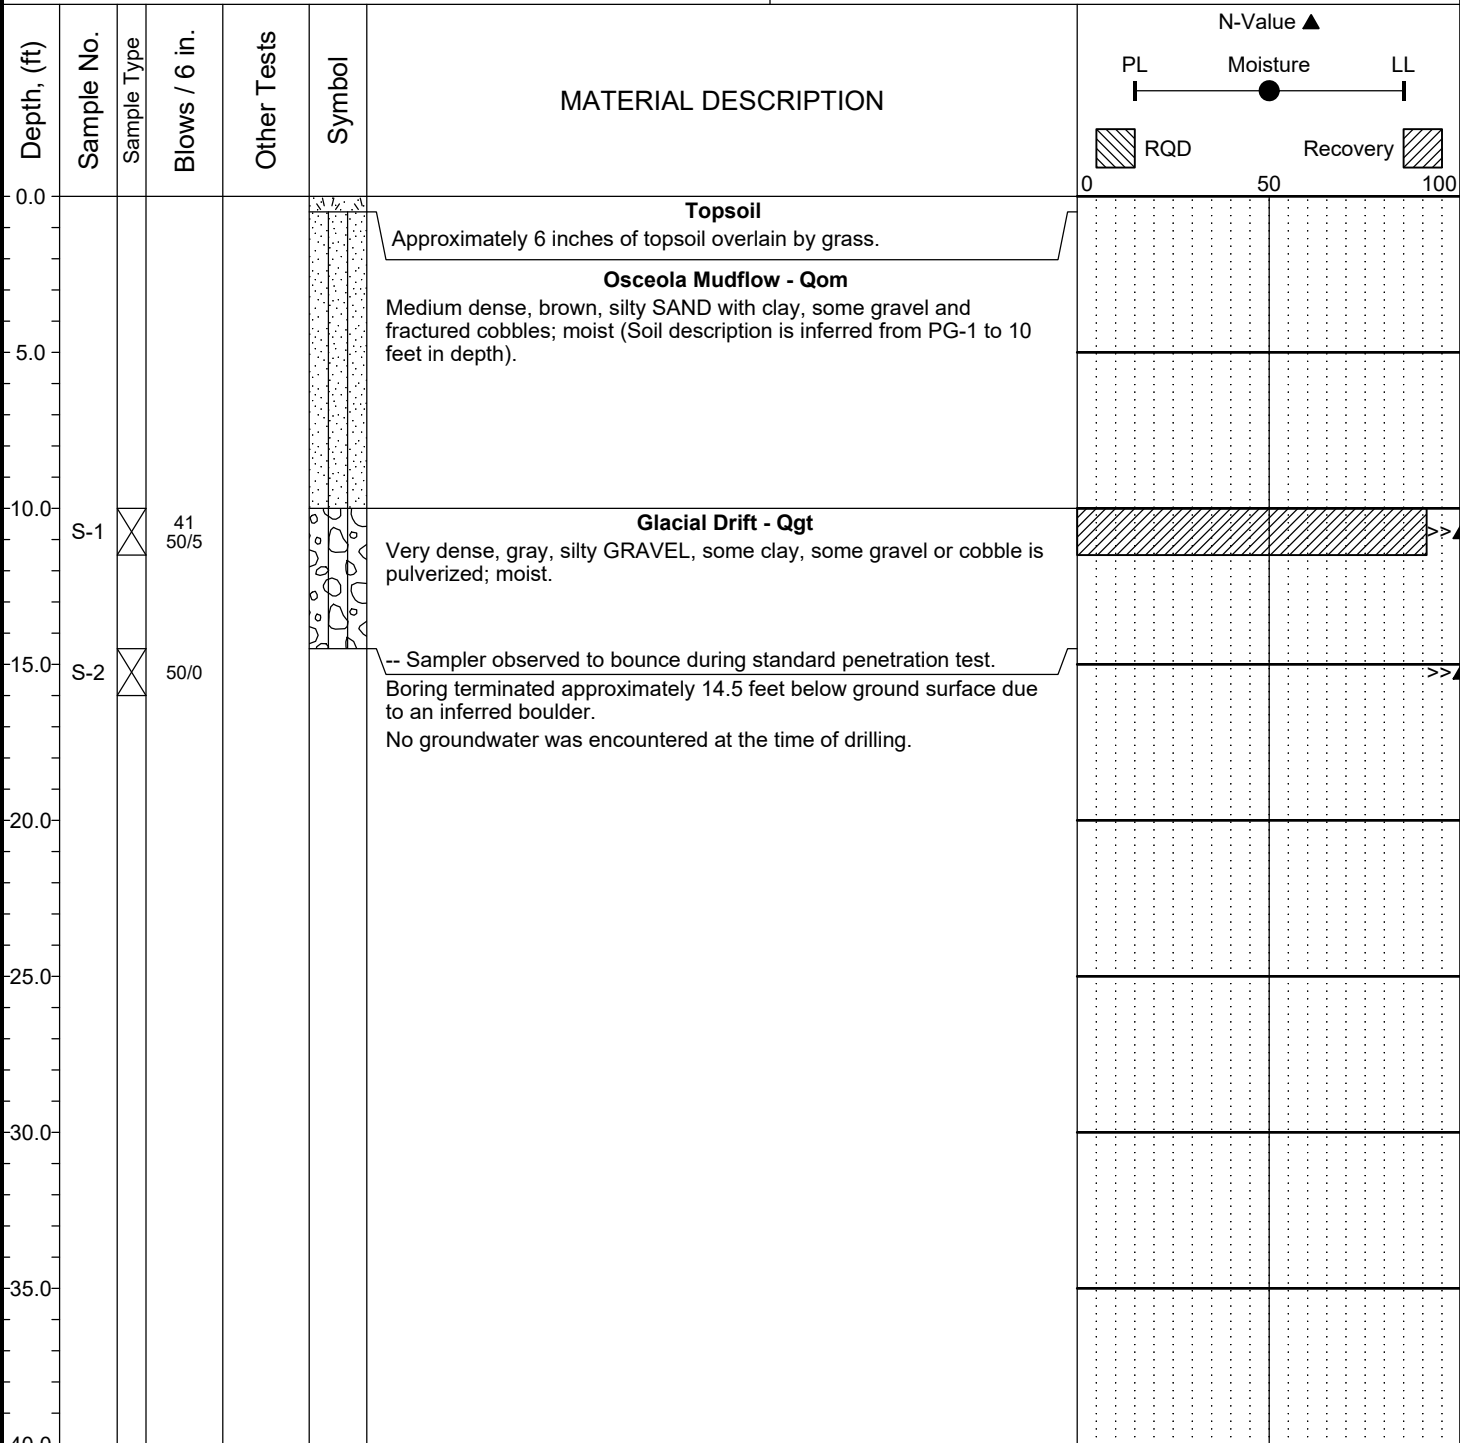 Depth, (ft)
Sample No.
Sample Type
Blows / 6 in.
Other Tests
Symbol
MATERIAL DESCRIPTION
N-Value ▲
PL Moisture LL
RQD Recovery
0 50 100
0.0
Topsoil
Approximately 6 inches of topsoil overlain by grass.
Osceola Mudflow - Qom
Medium dense, brown, silty SAND with clay, some gravel and
fractured cobbles; moist (Soil description is inferred from PG-1 to 10
feet in depth).
5.0
10.0
Glacial Drift - Qgt
S-1
41
50/5
>>▲
Very dense, gray, silty GRAVEL, some clay, some gravel or cobble is
pulverized; moist.
15.0
-- Sampler observed to bounce during standard penetration test.
S-2
50/0
>>▲
Boring terminated approximately 14.5 feet below ground surface due
to an inferred boulder.
No groundwater was encountered at the time of drilling.
20.0
25.0
30.0
35.0
40.0